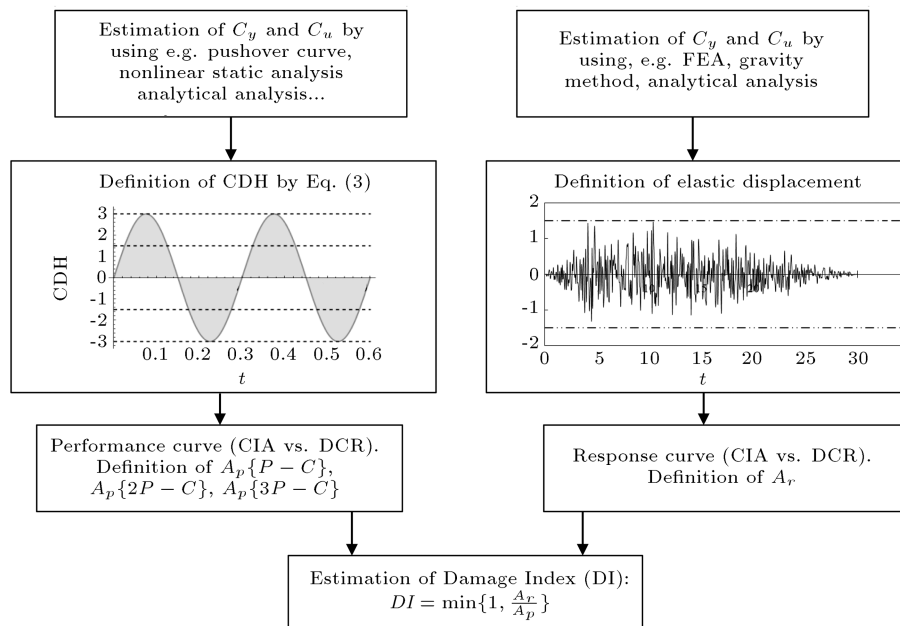 Estimation of C_y and C_u by
using e.g. pushover curve,
nonlinear static analysis
analytical analysis...
Estimation of C_y and C_u by
using, e.g. FEA, gravity
method, analytical analysis
Definition of CDH by Eq. (3)
CDH
3
2
1
0
-1
-2
-3
0.1 0.2 0.3 0.4 0.5 0.6
t
Definition of elastic displacement
2
1
0
-1
-2
10
0 5 10 15 20 25 30
t
Performance curve (CIA vs. DCR).
Definition of A_p{P − C},
A_p{2P − C}, A_p{3P − C}
Response curve (CIA vs. DCR).
Definition of A_r
Estimation of Damage Index (DI):
DI = min{1, A_r/A_p}